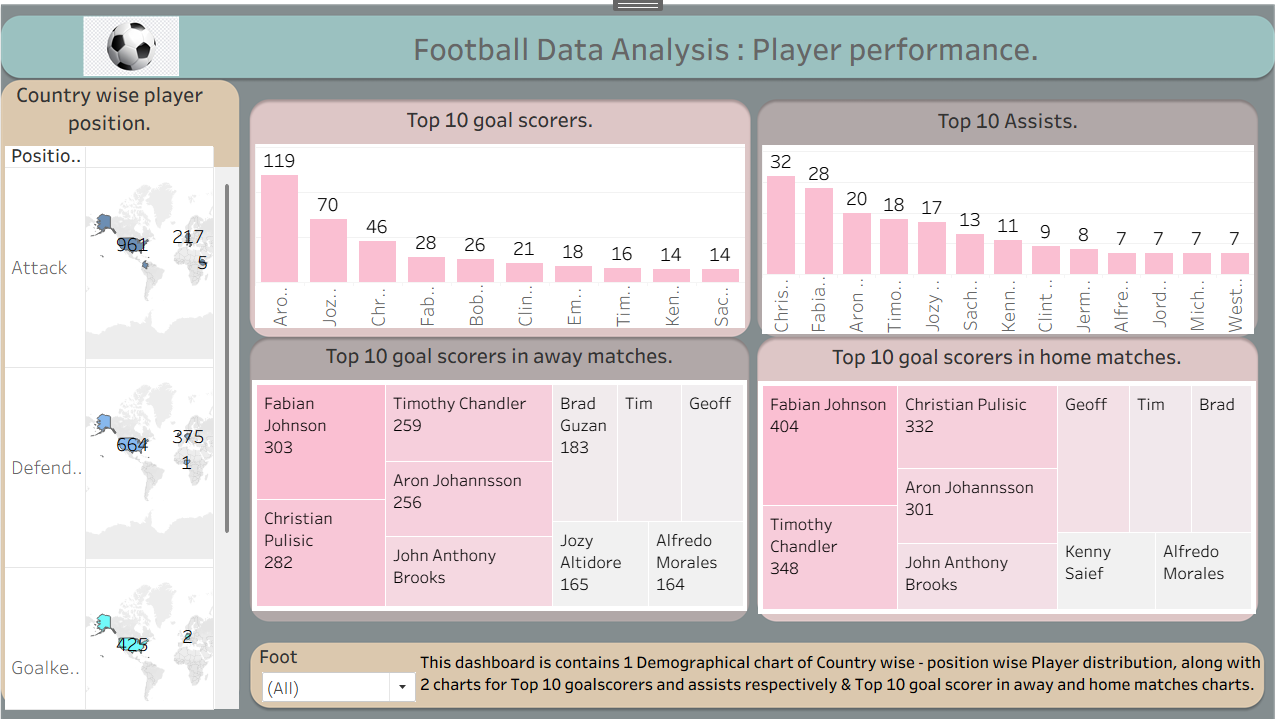 Football Data Analysis : Player performance.
Country wise player
position.
Positio..
Attack
961
217
5
Defend..
664
375
1
Goalke..
425
2
Top 10 goal scorers.
119
70
46
28
26
21
18
16
14
14
Aro..
Joz..
Chr..
Fab..
Bob..
Clin..
Em..
Tim..
Ken..
Sac..
Top 10 Assists.
32
28
20
18
17
13
11
9
8
7
7
7
7
Chris..
Fabia..
Aron ..
Timo..
Jozy ..
Sach..
Kenn..
Clint ..
Jerm..
Alfre..
Jord..
Mich..
West..
Top 10 goal scorers in away matches.
Fabian
Johnson
303
Christian
Pulisic
282
Timothy Chandler
259
Aron Johannsson
256
John Anthony
Brooks
Brad
Guzan
183
Tim
Geoff
Jozy
Altidore
165
Alfredo
Morales
164
Top 10 goal scorers in home matches.
Fabian Johnson
404
Timothy
Chandler
348
Christian Pulisic
332
Aron Johannsson
301
John Anthony
Brooks
Geoff
Tim
Brad
Kenny
Saief
Alfredo
Morales
Foot
(All)
This dashboard is contains 1 Demographical chart of Country wise - position wise Player distribution, along with
2 charts for Top 10 goalscorers and assists respectively & Top 10 goal scorer in away and home matches charts.